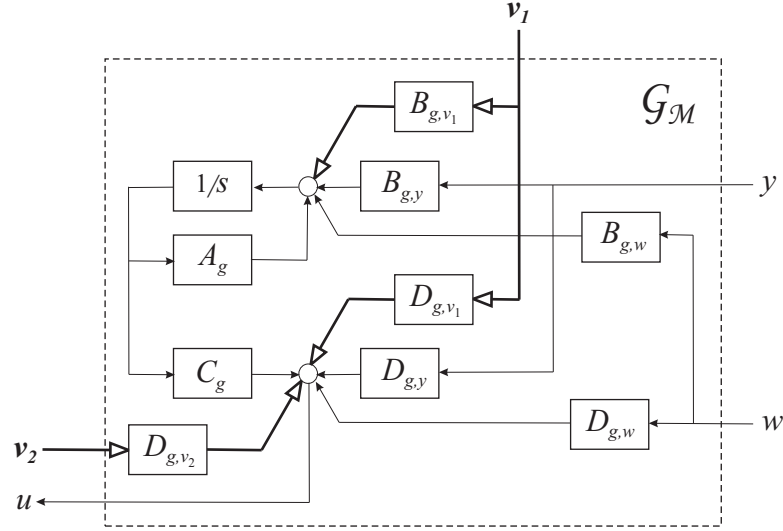 v₁
𝒢_ℳ
B_{g,v₁}
1/s
B_{g,y}
y
A_g
B_{g,w}
D_{g,v₁}
C_g
D_{g,y}
D_{g,w}
w
v₂
D_{g,v₂}
u